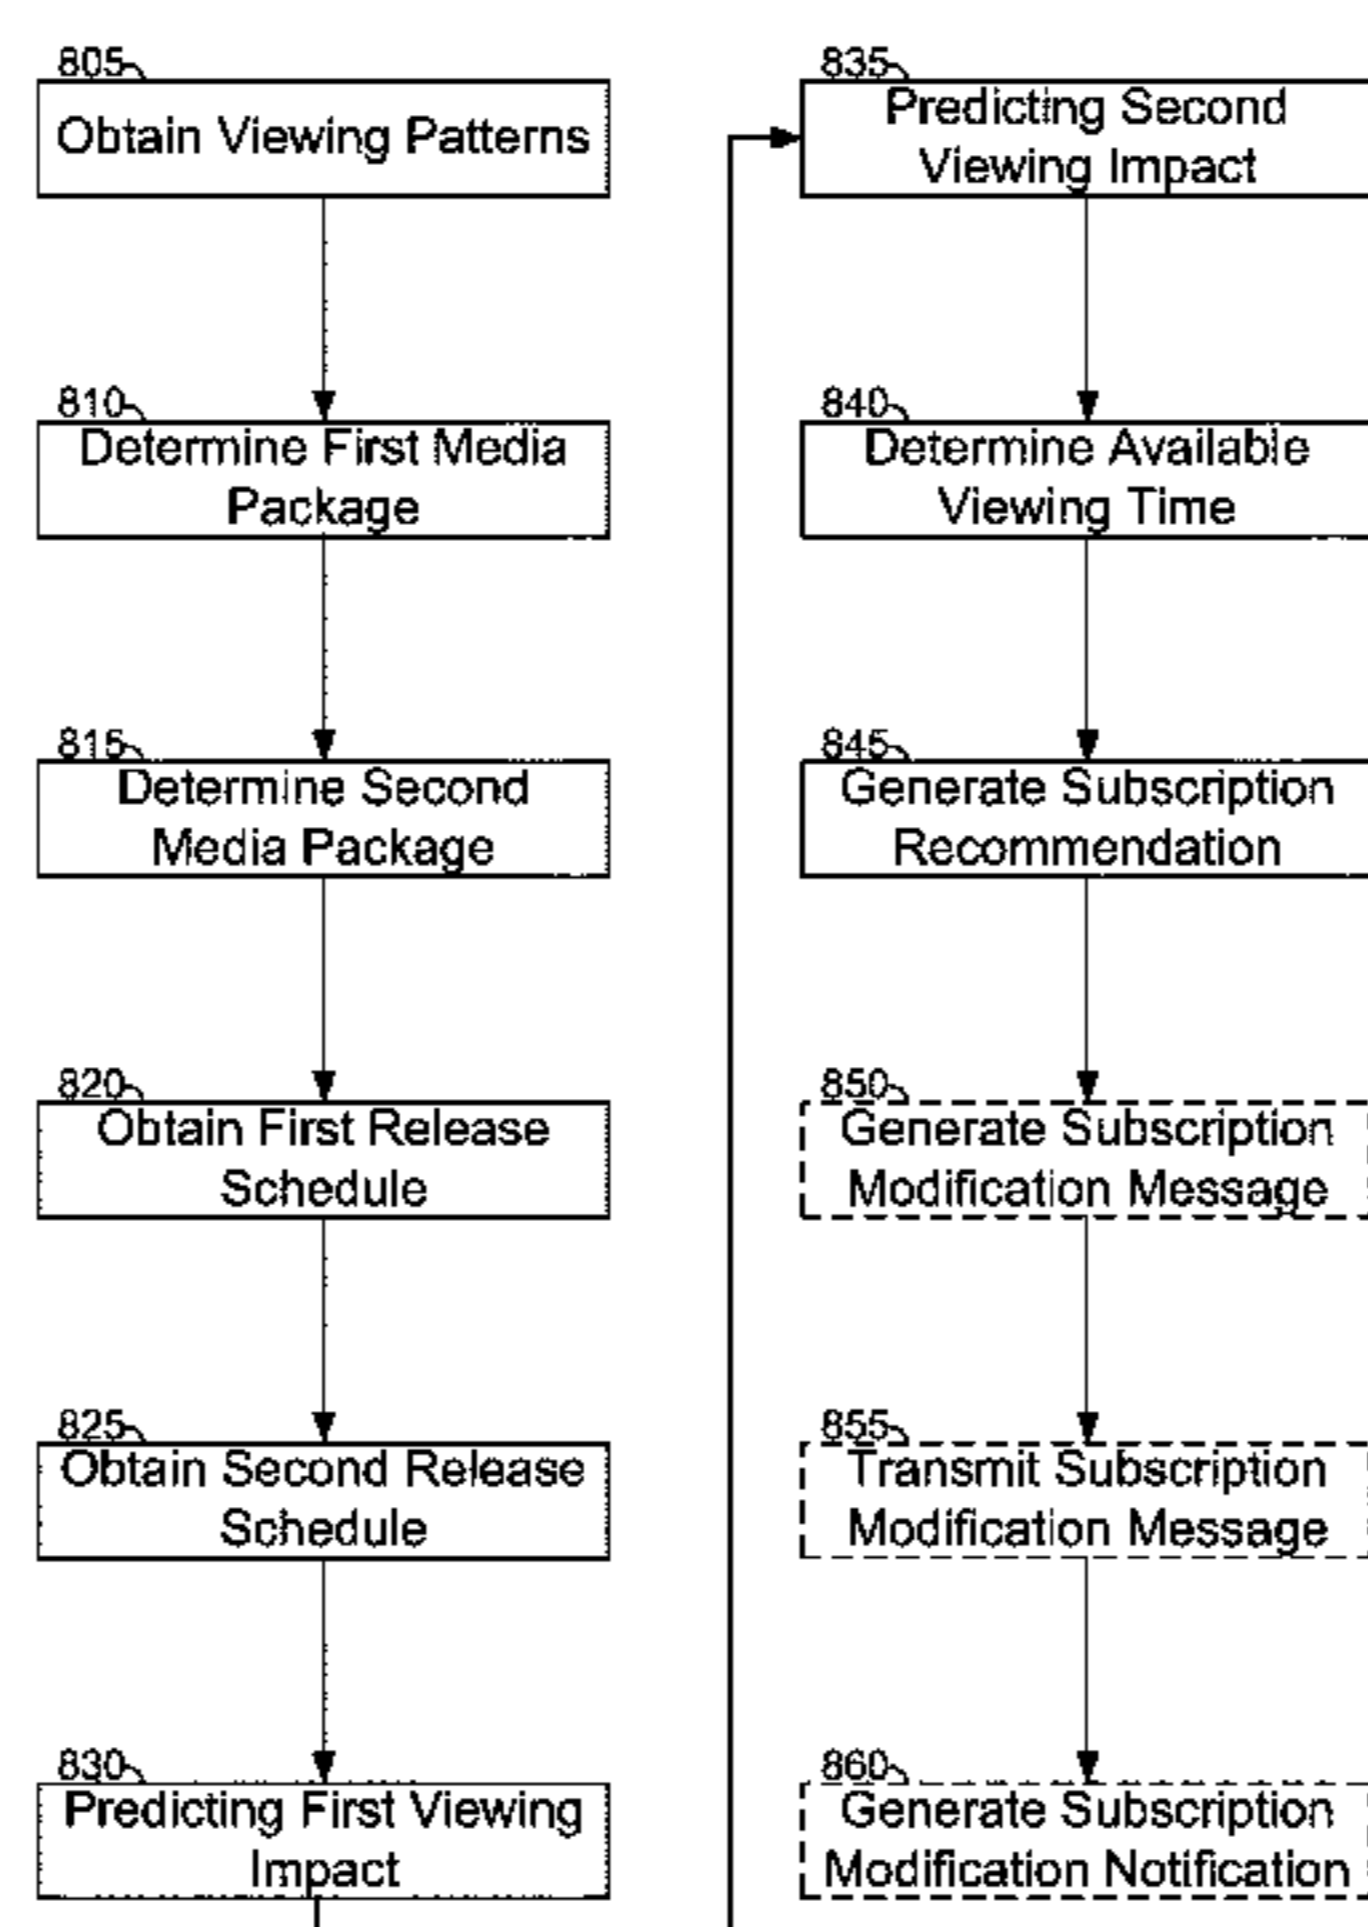 805
Obtain Viewing Patterns
810
Determine First Media
Package
815
Determine Second
Media Package
820
Obtain First Release
Schedule
825
Obtain Second Release
Schedule
830
Predicting First Viewing
Impact
835
Predicting Second
Viewing Impact
840
Determine Available
Viewing Time
845
Generate Subscription
Recommendation
850
Generate Subscription
Modification Message
855
Transmit Subscription
Modification Message
860
Generate Subscription
Modification Notification